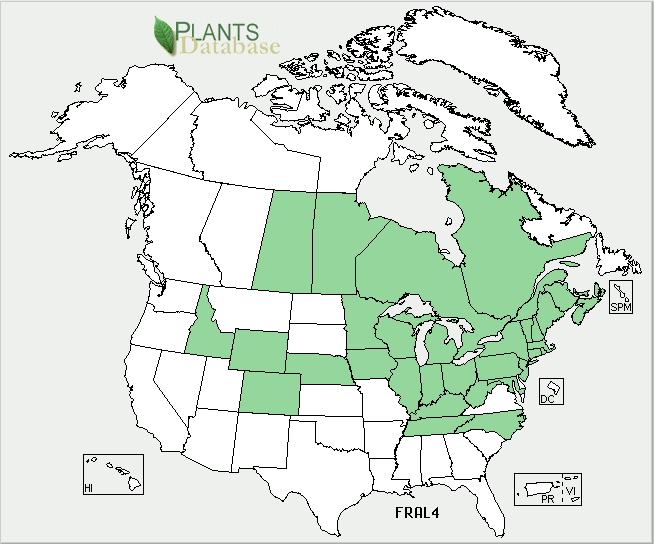 PLANTS
Database
SPM
DC
HI
PR
VI
FRAL4